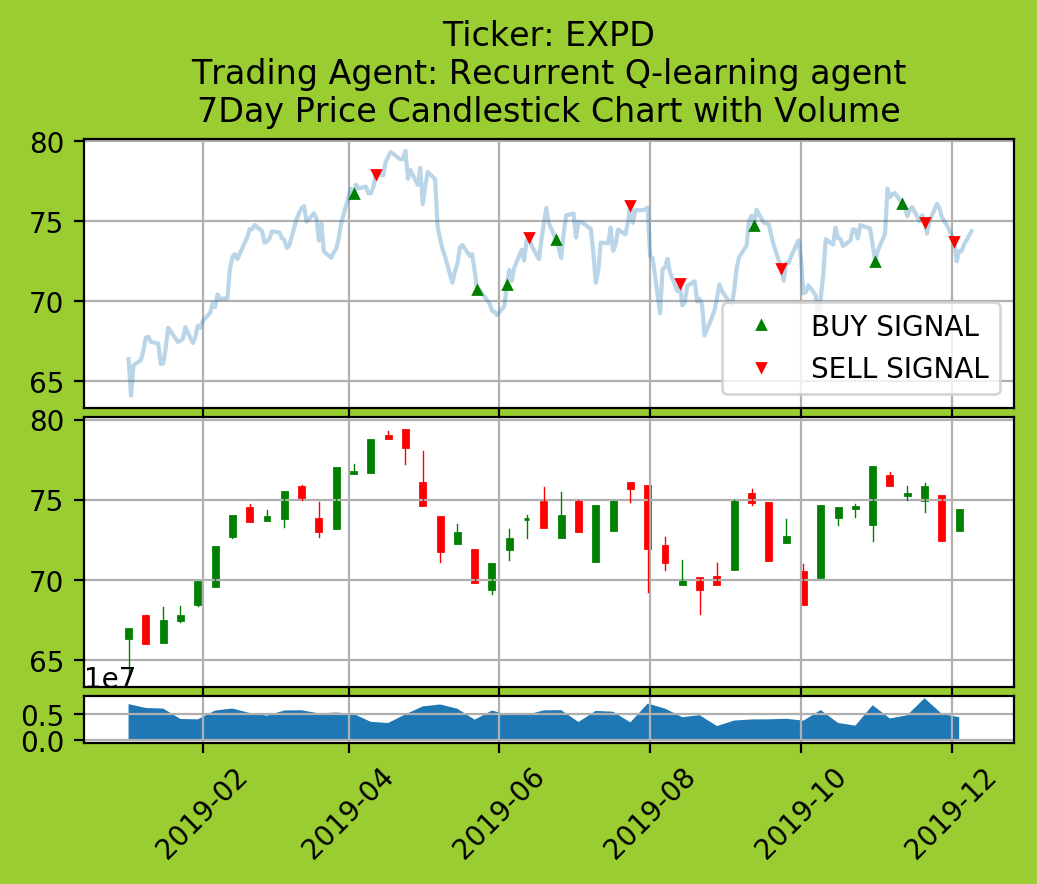 Ticker: EXPD
Trading Agent: Recurrent Q-learning agent
7Day Price Candlestick Chart with Volume
80
75
70
65
BUY SIGNAL
SELL SIGNAL
80
75
70
65
1e7
0.5
0.0
2019-02
2019-04
2019-06
2019-08
2019-10
2019-12